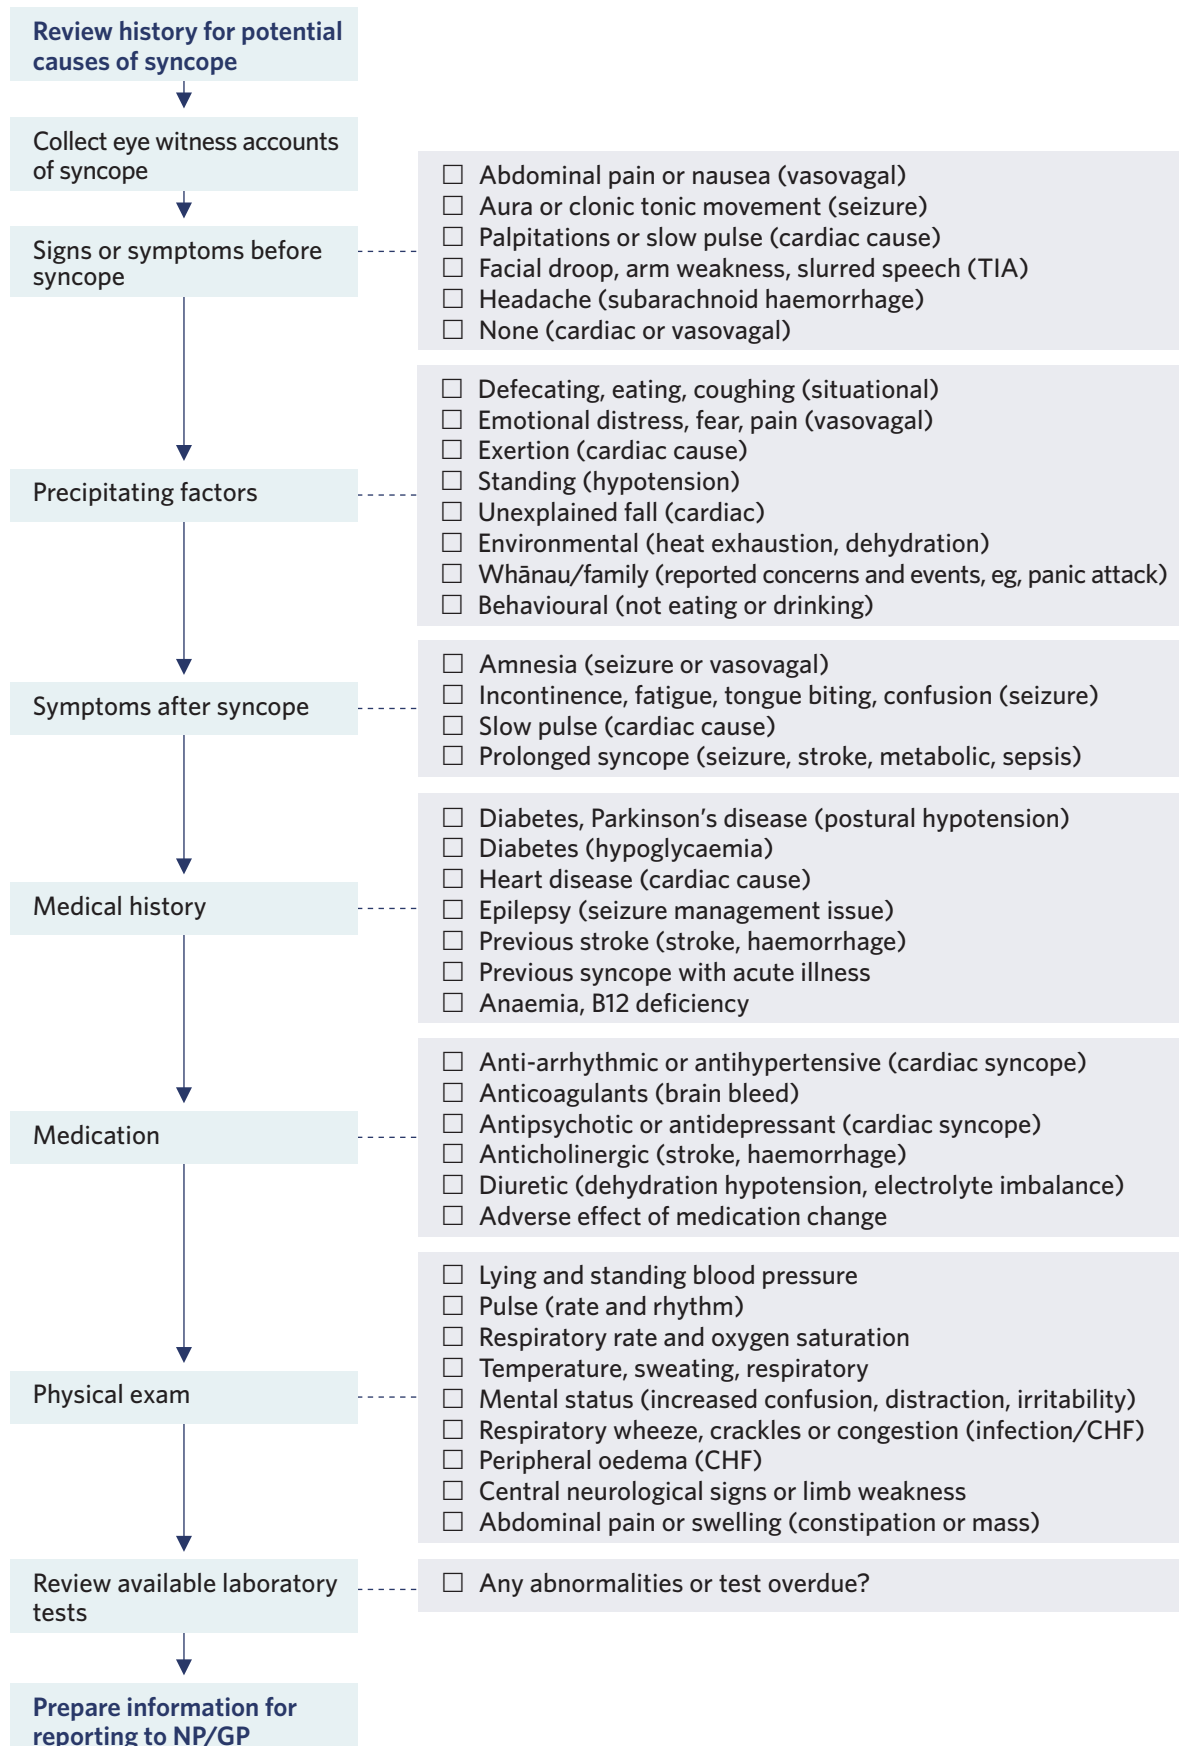 Review history for potential
causes of syncope
Collect eye witness accounts
of syncope
Signs or symptoms before
syncope
☐ Abdominal pain or nausea (vasovagal)
☐ Aura or clonic tonic movement (seizure)
☐ Palpitations or slow pulse (cardiac cause)
☐ Facial droop, arm weakness, slurred speech (TIA)
☐ Headache (subarachnoid haemorrhage)
☐ None (cardiac or vasovagal)
Precipitating factors
☐ Defecating, eating, coughing (situational)
☐ Emotional distress, fear, pain (vasovagal)
☐ Exertion (cardiac cause)
☐ Standing (hypotension)
☐ Unexplained fall (cardiac)
☐ Environmental (heat exhaustion, dehydration)
☐ Whānau/family (reported concerns and events, eg, panic attack)
☐ Behavioural (not eating or drinking)
Symptoms after syncope
☐ Amnesia (seizure or vasovagal)
☐ Incontinence, fatigue, tongue biting, confusion (seizure)
☐ Slow pulse (cardiac cause)
☐ Prolonged syncope (seizure, stroke, metabolic, sepsis)
Medical history
☐ Diabetes, Parkinson's disease (postural hypotension)
☐ Diabetes (hypoglycaemia)
☐ Heart disease (cardiac cause)
☐ Epilepsy (seizure management issue)
☐ Previous stroke (stroke, haemorrhage)
☐ Previous syncope with acute illness
☐ Anaemia, B12 deficiency
Medication
☐ Anti-arrhythmic or antihypertensive (cardiac syncope)
☐ Anticoagulants (brain bleed)
☐ Antipsychotic or antidepressant (cardiac syncope)
☐ Anticholinergic (stroke, haemorrhage)
☐ Diuretic (dehydration hypotension, electrolyte imbalance)
☐ Adverse effect of medication change
Physical exam
☐ Lying and standing blood pressure
☐ Pulse (rate and rhythm)
☐ Respiratory rate and oxygen saturation
☐ Temperature, sweating, respiratory
☐ Mental status (increased confusion, distraction, irritability)
☐ Respiratory wheeze, crackles or congestion (infection/CHF)
☐ Peripheral oedema (CHF)
☐ Central neurological signs or limb weakness
☐ Abdominal pain or swelling (constipation or mass)
Review available laboratory
tests
☐ Any abnormalities or test overdue?
Prepare information for
reporting to NP/GP